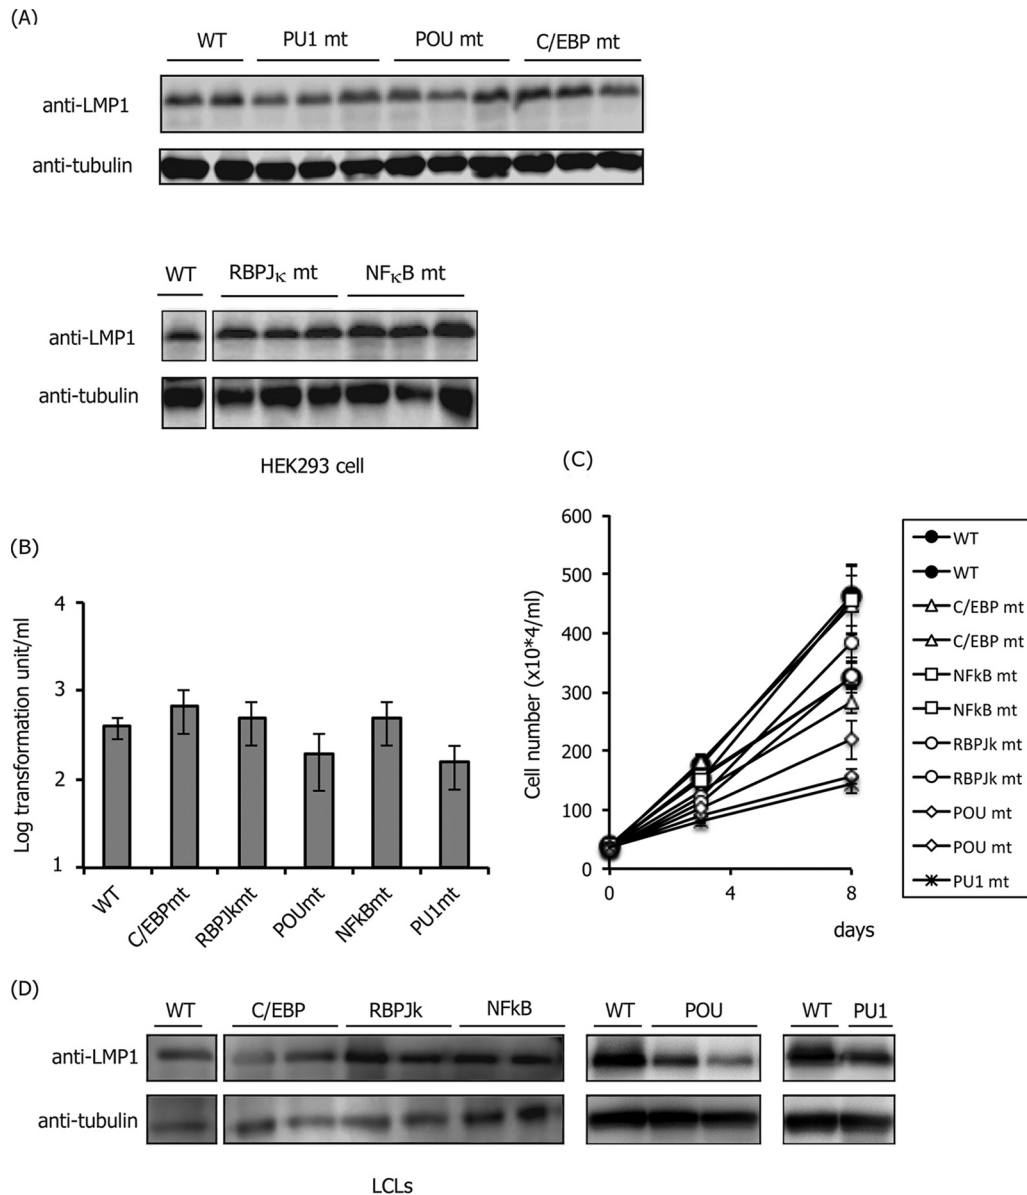 (A)
WT PU1 mt POU mt C/EBP mt
anti-LMP1
anti-tubulin
WT RBPJκ mt NFκB mt
anti-LMP1
anti-tubulin
HEK293 cell
(B)
Log transformation unit/ml
4
3
2
1
WT C/EBPmt RBPJkmt POUmt NFkBmt PU1mt
(C)
Cell number (x10*4/ml)
600
500
400
300
200
100
0
0 4 8
days
WT
WT
C/EBP mt
C/EBP mt
NFkB mt
NFkB mt
RBPJk mt
RBPJk mt
POU mt
POU mt
PU1 mt
(D)
WT C/EBP RBPJk NFkB WT POU WT PU1
anti-LMP1
anti-tubulin
LCLs